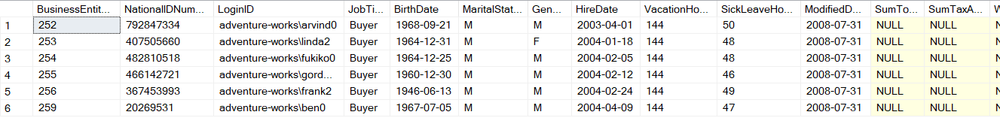 BusinessEntit... NationalIDNum... LoginID JobTi... BirthDate MaritalStat... Gen... HireDate VacationHo... SickLeaveHo... ModifiedD... SumTo... SumTaxA... W
1 252 792847334 adventure-works\arvind0 Buyer 1968-09-21 M M 2003-04-01 144 50 2008-07-31 NULL NULL N
2 253 407505660 adventure-works\linda2 Buyer 1964-12-31 M F 2004-01-18 144 48 2008-07-31 NULL NULL N
3 254 482810518 adventure-works\fukiko0 Buyer 1964-12-25 M M 2004-02-05 144 48 2008-07-31 NULL NULL N
4 255 466142721 adventure-works\gord... Buyer 1960-12-30 M M 2004-02-12 144 46 2008-07-31 NULL NULL N
5 256 367453993 adventure-works\frank2 Buyer 1946-06-13 M M 2004-02-24 144 49 2008-07-31 NULL NULL N
6 259 20269531 adventure-works\ben0 Buyer 1967-07-05 M M 2004-04-09 144 47 2008-07-31 NULL NULL N